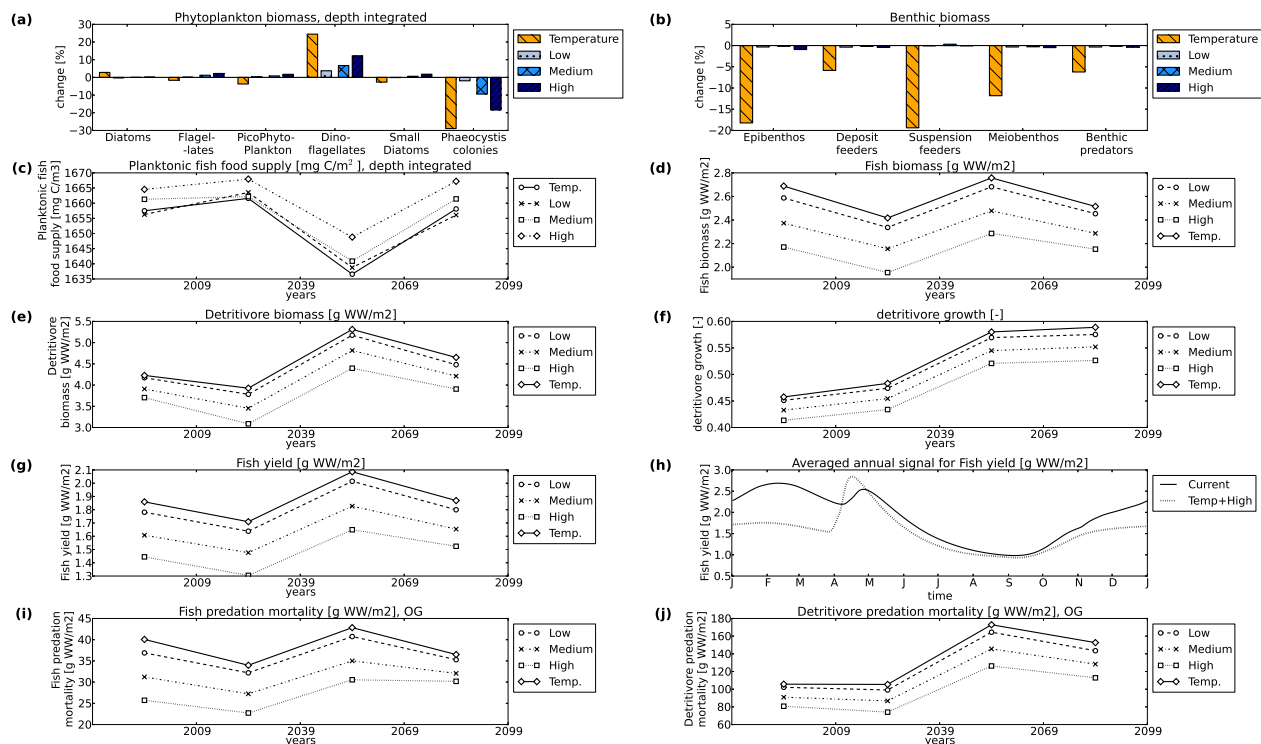 (a)
Phytoplankton biomass, depth integrated
change [%]
30
20
10
0
−10
−20
−30
Diatoms
Flagel-
-lates
PicoPhyto-
Plankton
Dino-
flagellates
Small
Diatoms
Phaeocystis
colonies
Temperature
Low
Medium
High
(b)
Benthic biomass
change [%]
5
0
−5
−10
−15
−20
Epibenthos
Deposit
feeders
Suspension
feeders
Meiobenthos
Benthic
predators
Temperature
Low
Medium
High
(c)
Planktonic fish food supply [mg C/m2 ], depth integrated
Planktonic fish
food supply [mg C/m3]
1670
1665
1660
1655
1650
1645
1640
1635
2009
2039
2069
2099
years
Temp.
Low
Medium
High
(d)
Fish biomass [g WW/m2]
Fish biomass [g WW/m2]
2.8
2.6
2.4
2.2
2.0
2009
2039
2069
2099
years
Low
Medium
High
Temp.
(e)
Detritivore biomass [g WW/m2]
Detritivore
biomass [g WW/m2]
5.5
5.0
4.5
4.0
3.5
3.0
2009
2039
2069
2099
years
Low
Medium
High
Temp.
(f)
detritivore growth [-]
detritivore growth [-]
0.60
0.55
0.50
0.45
0.40
2009
2039
2069
2099
years
Low
Medium
High
Temp.
(g)
Fish yield [g WW/m2]
Fish yield [g WW/m2]
2.1
2.0
1.9
1.8
1.7
1.6
1.5
1.4
1.3
2009
2039
2069
2099
years
Low
Medium
High
Temp.
(h)
Averaged annual signal for Fish yield [g WW/m2]
Fish yield [g WW/m2]
3.0
2.5
2.0
1.5
1.0
0.5
J F M A M J J A S O N D J
time
Current
Temp+High
(i)
Fish predation mortality [g WW/m2], OG
Fish predation
mortality [g WW/m2]
45
40
35
30
25
20
2009
2039
2069
2099
years
Low
Medium
High
Temp.
(j)
Detritivore predation mortality [g WW/m2], OG
Detritivore predation
mortality [g WW/m2]
180
160
140
120
100
80
60
2009
2039
2069
2099
years
Low
Medium
High
Temp.